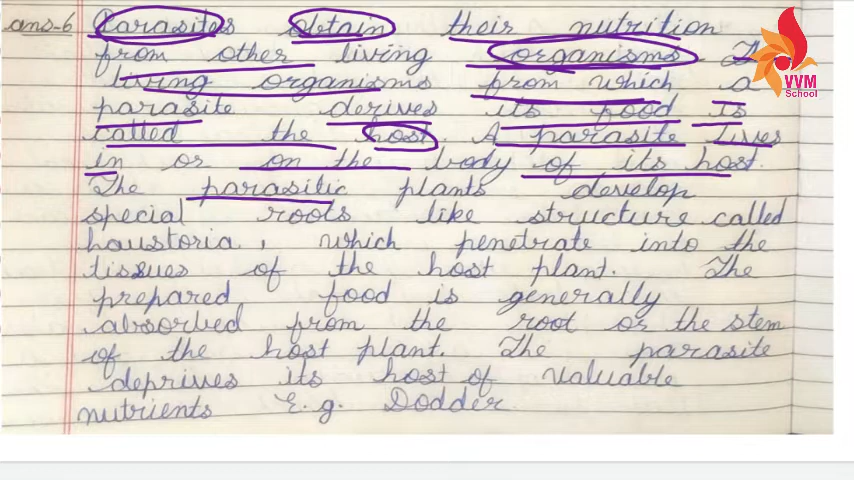 ans-6 Parasites obtain their nutrition
from other living organisms. The
living organisms from which a
parasite derives its food is
called the host. A parasite lives
in or on the body of its host.
The parasitic plants develop
special roots like structure called
haustoria, which penetrate into the
tissues of the host plant. The
prepared food is generally
absorbed from the root or the stem
of the host plant. The parasite
deprives its host of valuable
nutrients E.g. Dodder
VVM
School